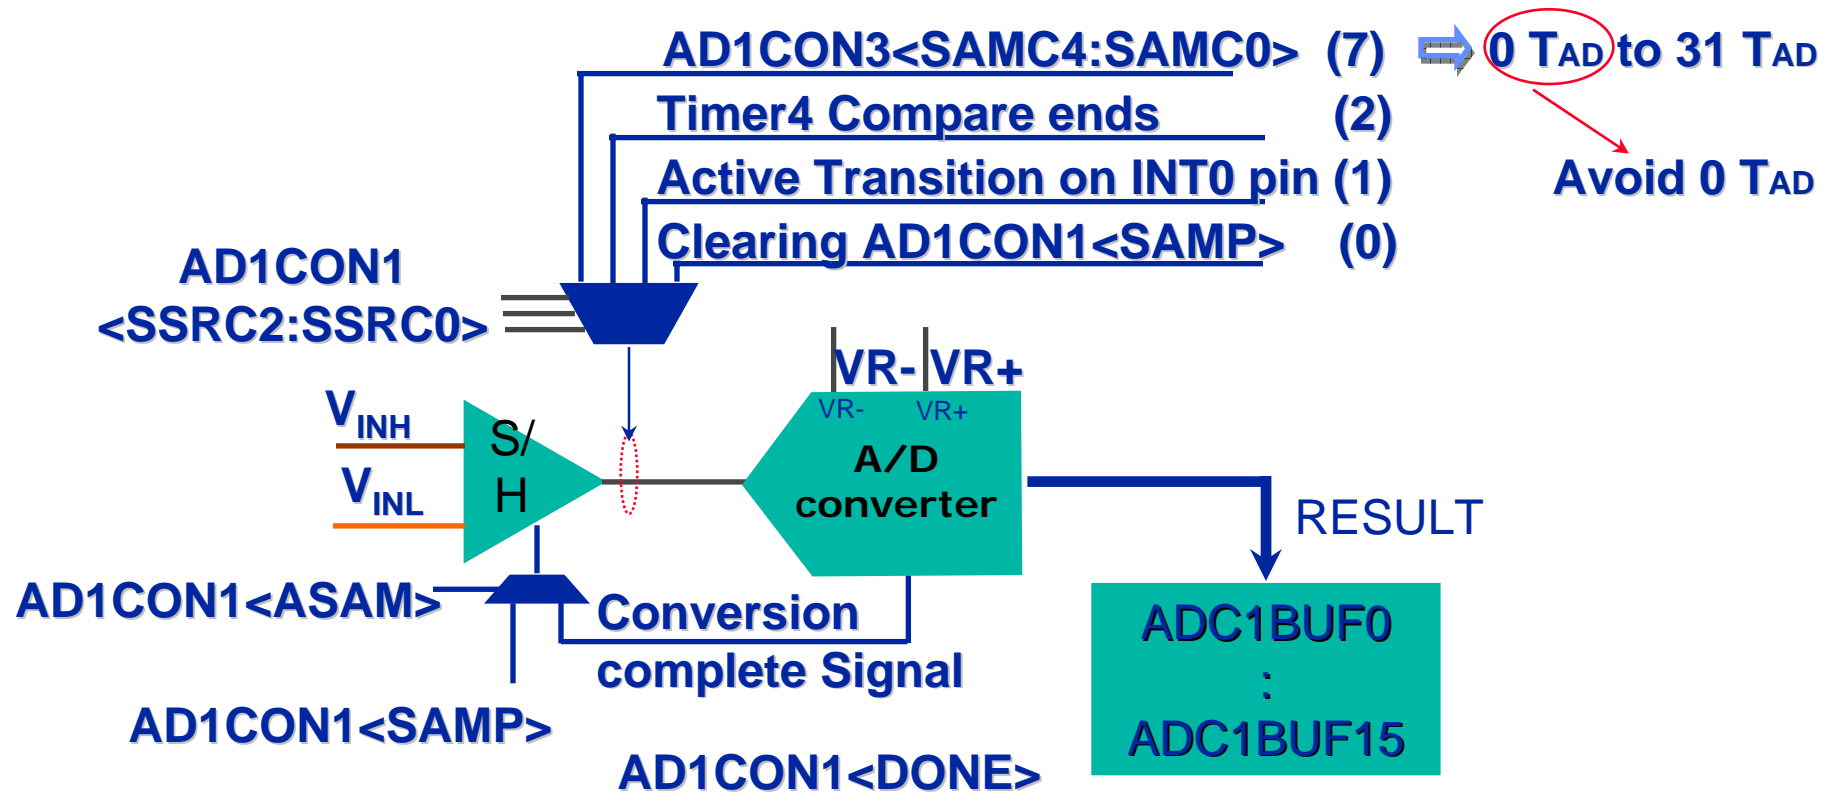 AD1CON3<SAMC4:SAMC0> (7) 0 TAD to 31 TAD
Timer4 Compare ends (2)
Active Transition on INT0 pin (1) Avoid 0 TAD
Clearing AD1CON1<SAMP> (0)
AD1CON1
<SSRC2:SSRC0>
VR- VR+
VR- VR+
VINH
S/
H
VINL
A/D
converter
RESULT
AD1CON1<ASAM>
Conversion
complete Signal
AD1CON1<SAMP>
AD1CON1<DONE>
ADC1BUF0
:
ADC1BUF15